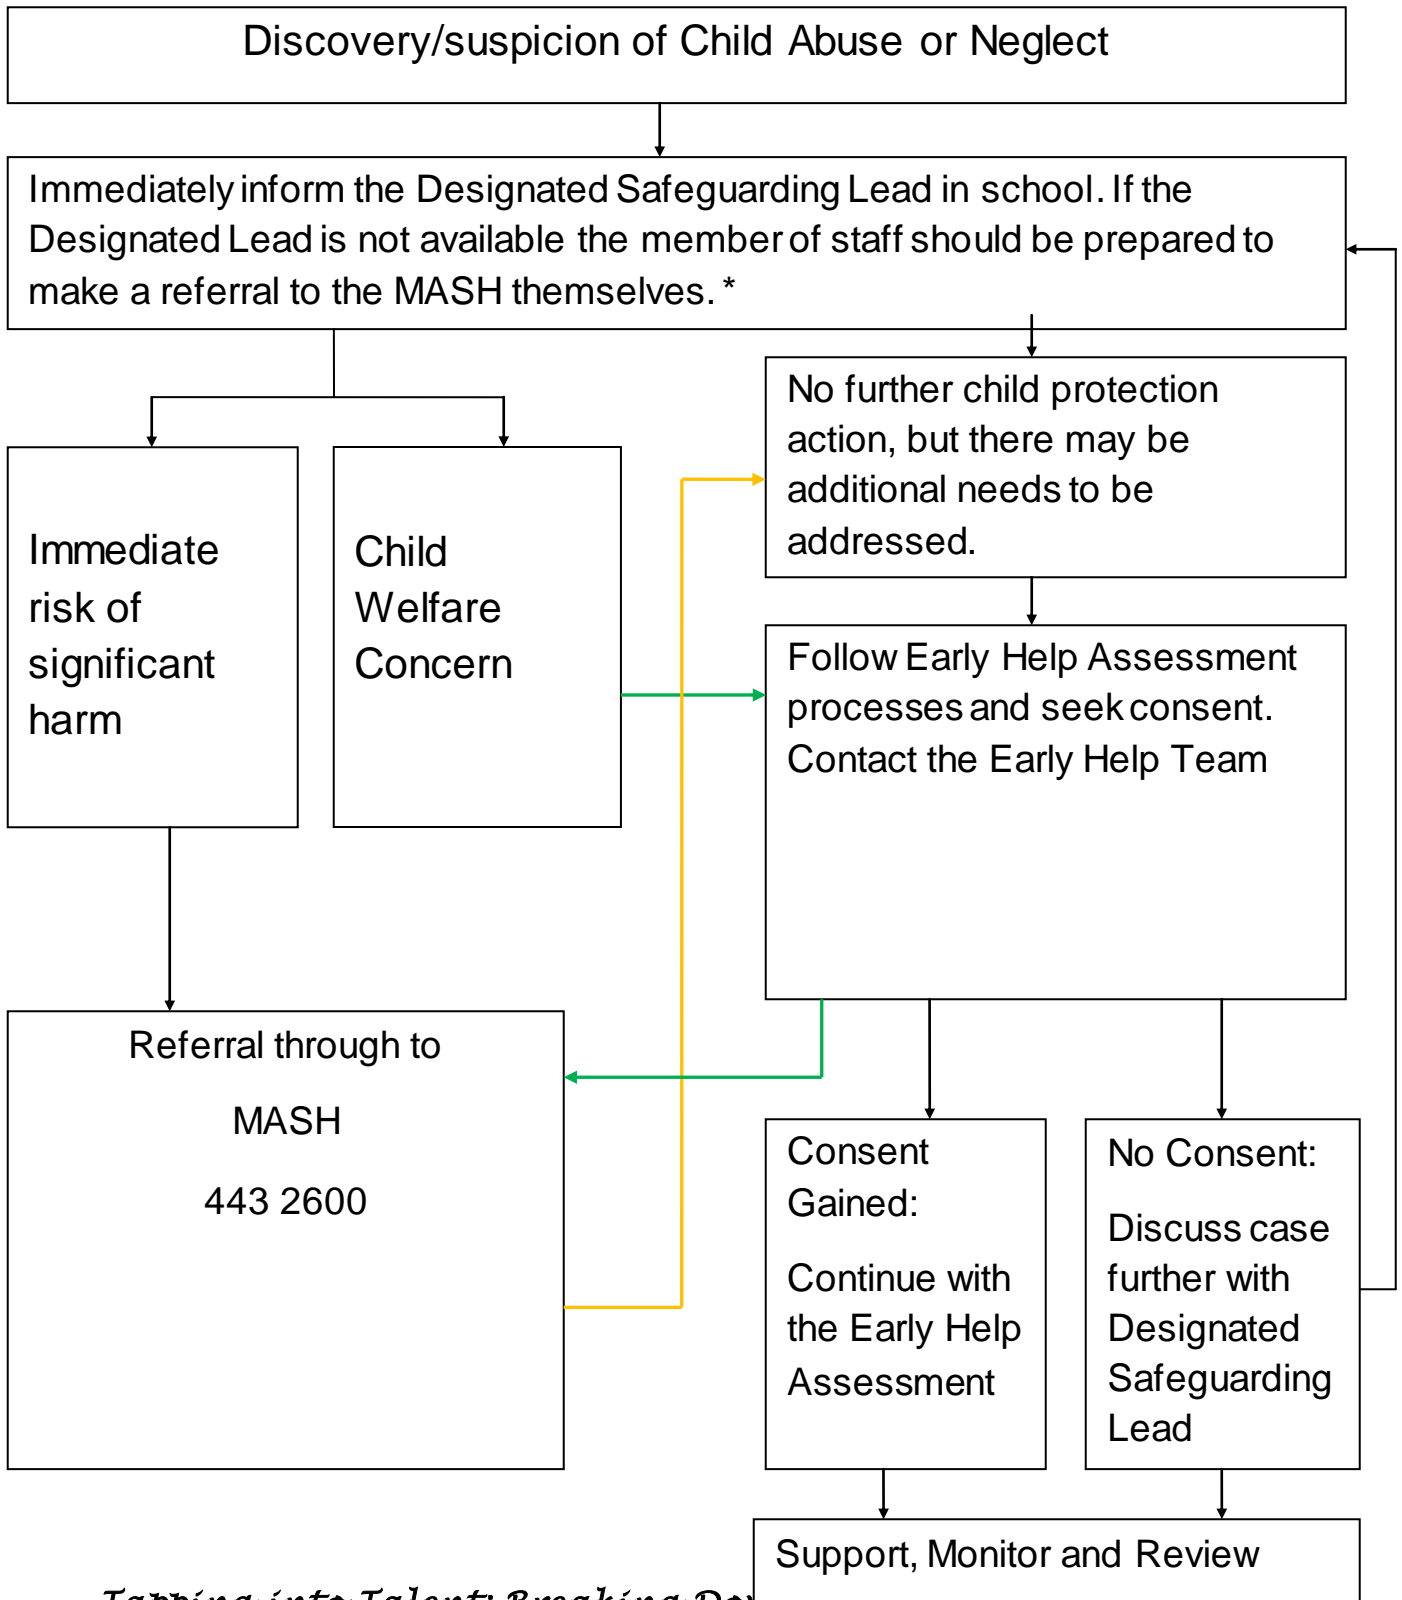 Discovery/suspicion of Child Abuse or Neglect
Immediately inform the Designated Safeguarding Lead in school. If the
Designated Lead is not available the member of staff should be prepared to
make a referral to the MASH themselves. *
No further child protection
action, but there may be
additional needs to be
addressed.
Immediate
risk of
significant
harm
Child
Welfare
Concern
Follow Early Help Assessment
processes and seek consent.
Contact the Early Help Team
Referral through to
MASH
443 2600
Consent
Gained:
Continue with
the Early Help
Assessment
No Consent:
Discuss case
further with
Designated
Safeguarding
Lead
Support, Monitor and Review
Tapping into Talent: Breaking